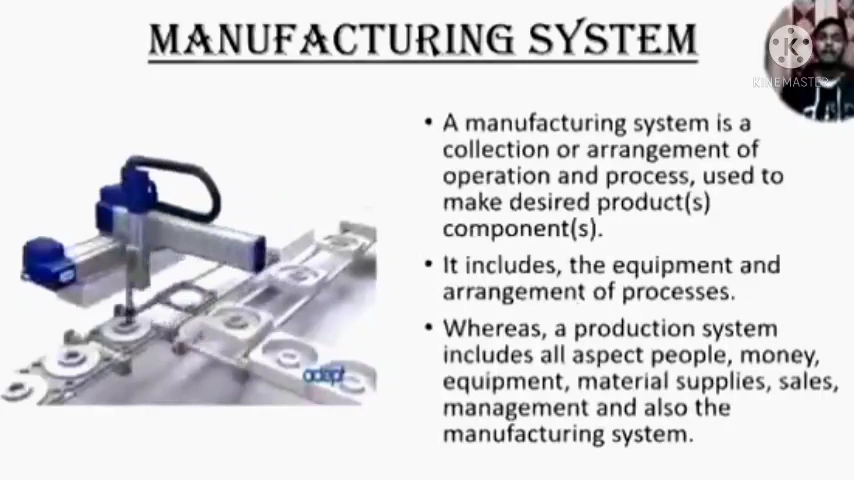 MANUFACTURING SYSTEM
KINEMASTER
• A manufacturing system is a
collection or arrangement of
operation and process, used to
make desired product(s)
component(s).
• It includes, the equipment and
arrangement of processes.
• Whereas, a production system
includes all aspect people, money,
equipment, material supplies, sales,
management and also the
manufacturing system.
adept